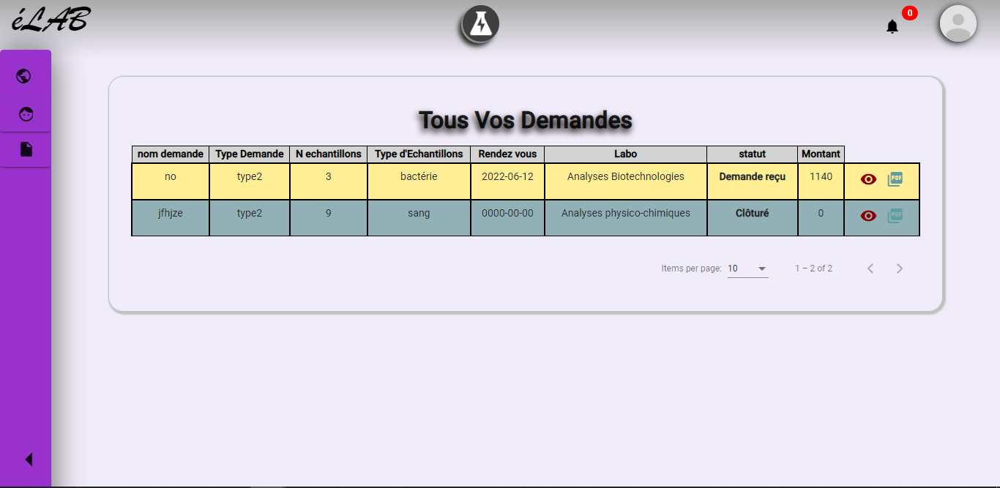 éLAB
0
Tous Vos Demandes
nom demande Type Demande N echantillons Type d'Echantillons Rendez vous Labo statut Montant
no type2 3 bactérie 2022-06-12 Analyses Biotechnologies Demande reçu 1140 PDF
jfhjze type2 9 sang 0000-00-00 Analyses physico-chimiques Clôturé 0 PDF
Items per page: 10 1 – 2 of 2